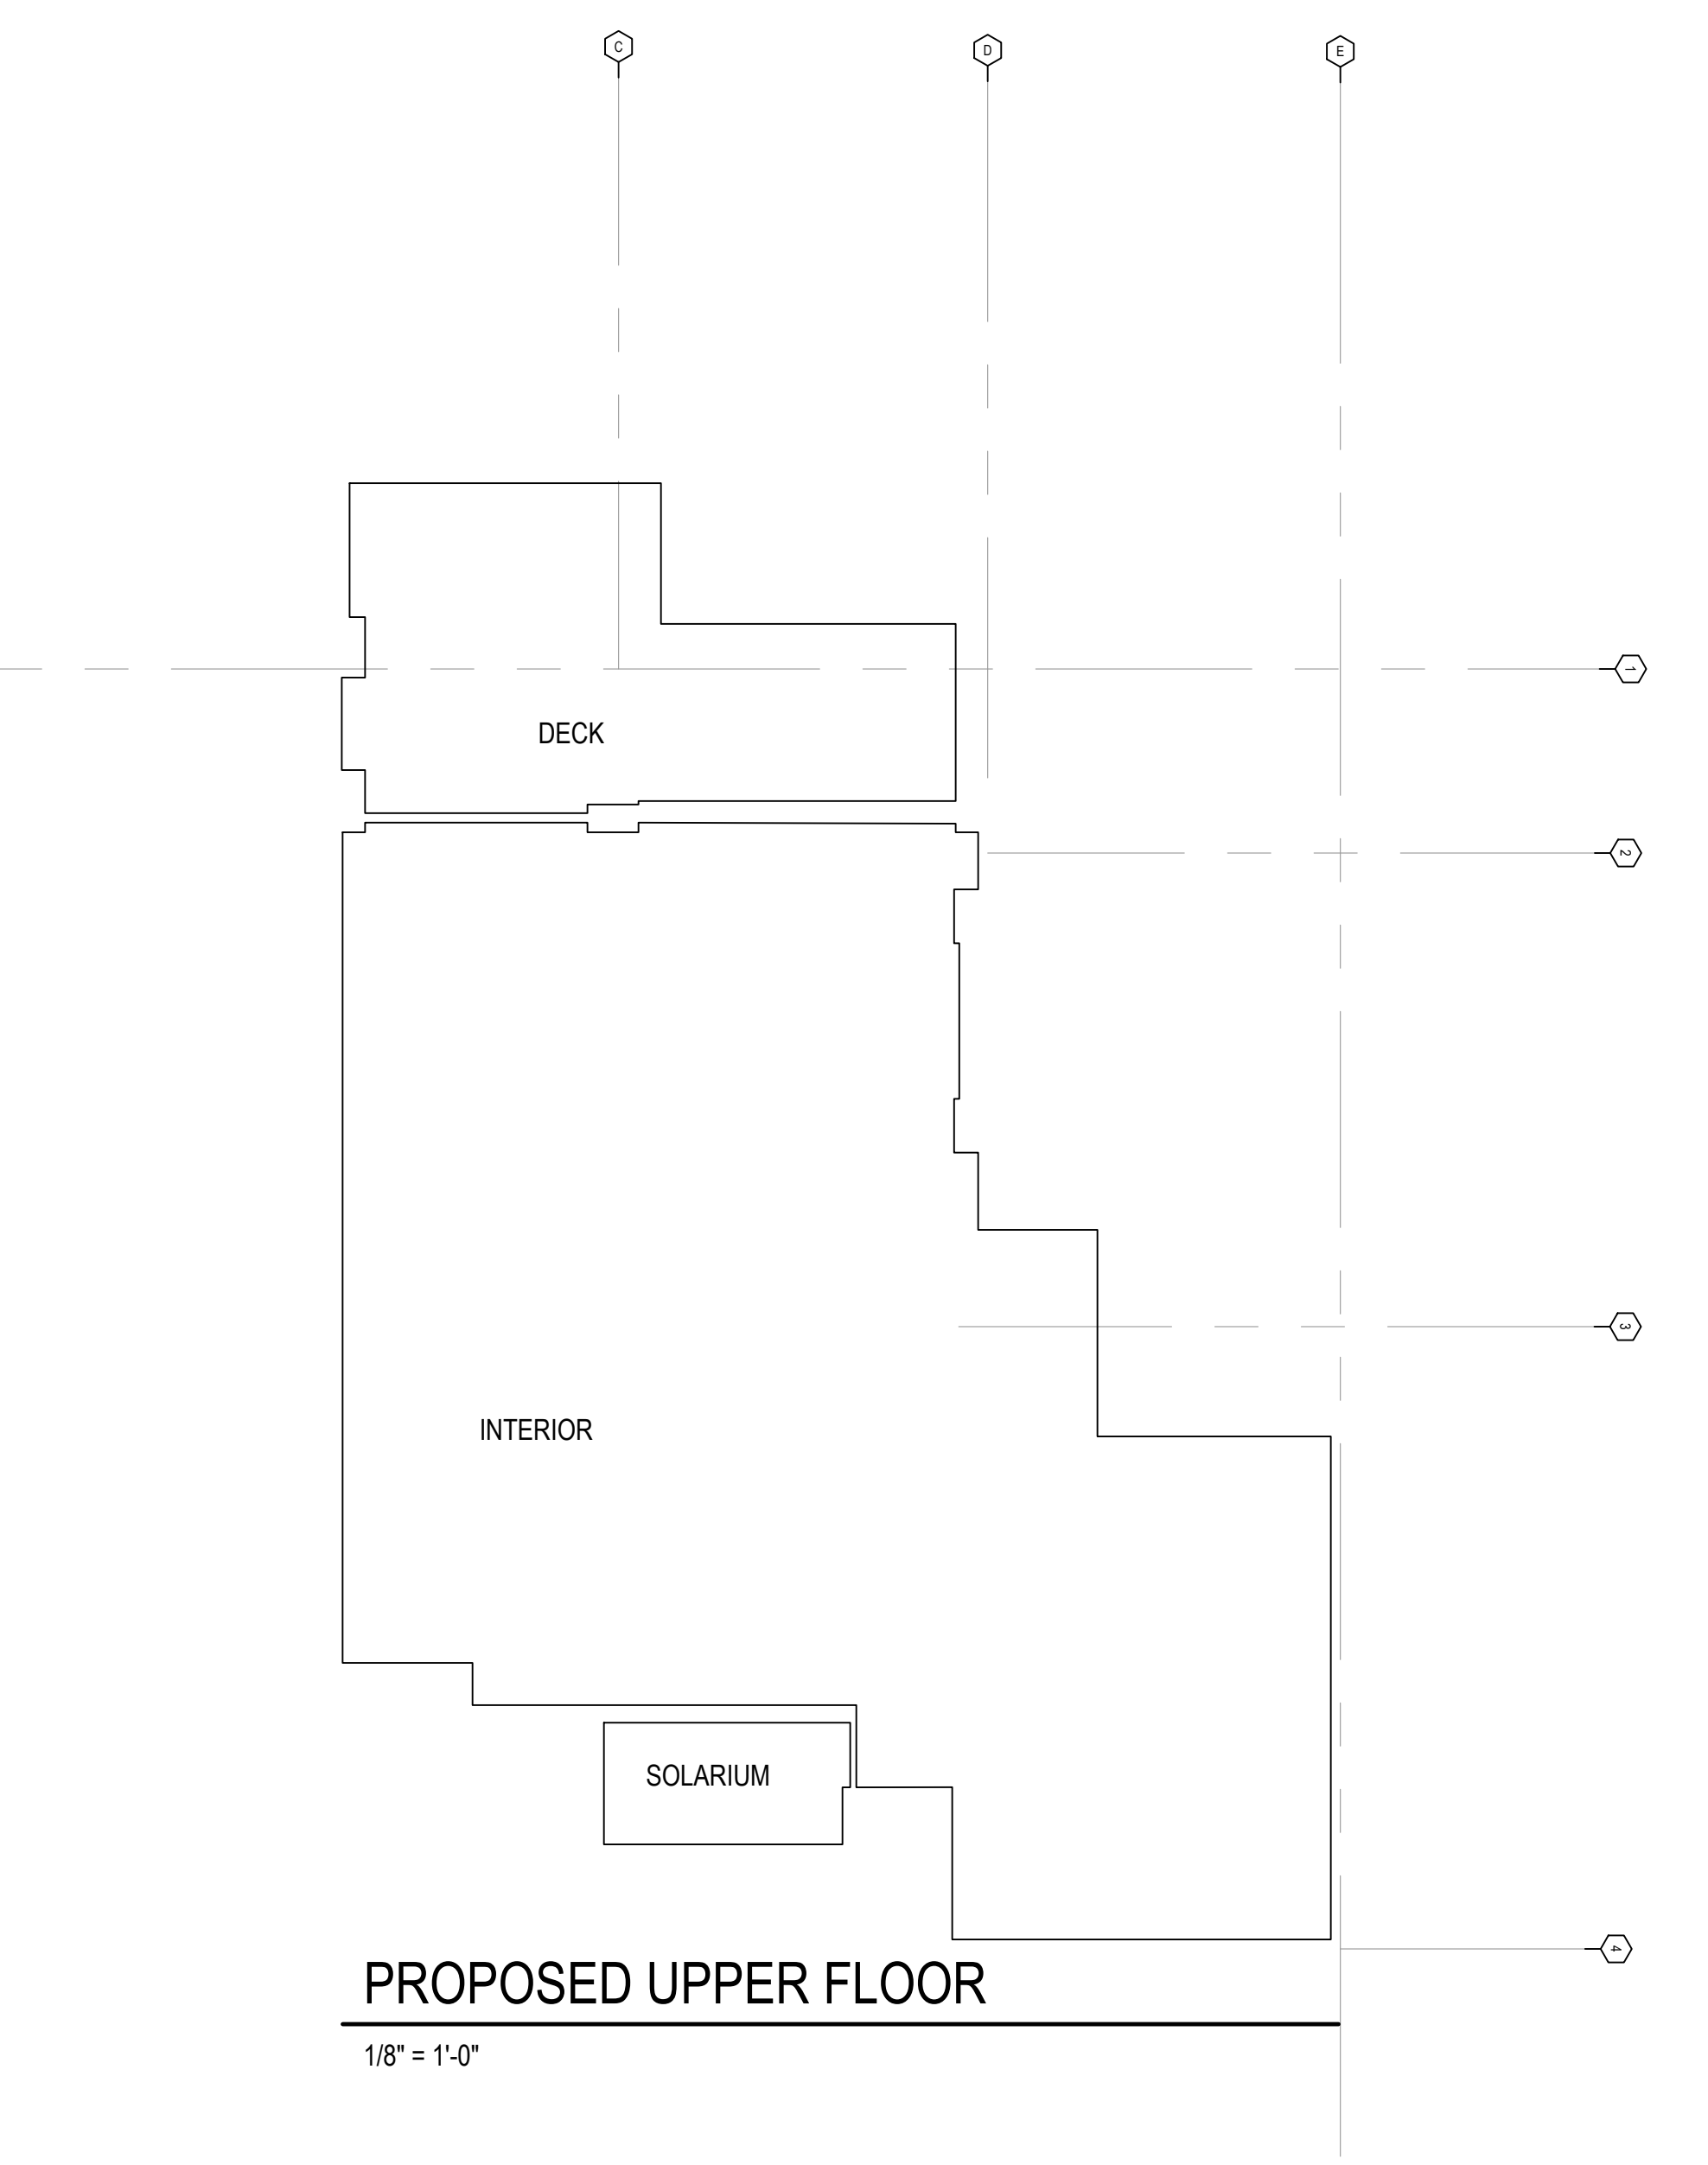 C
D
E
1
DECK
2
3
INTERIOR
SOLARIUM
4
PROPOSED UPPER FLOOR
1/8" = 1'-0"